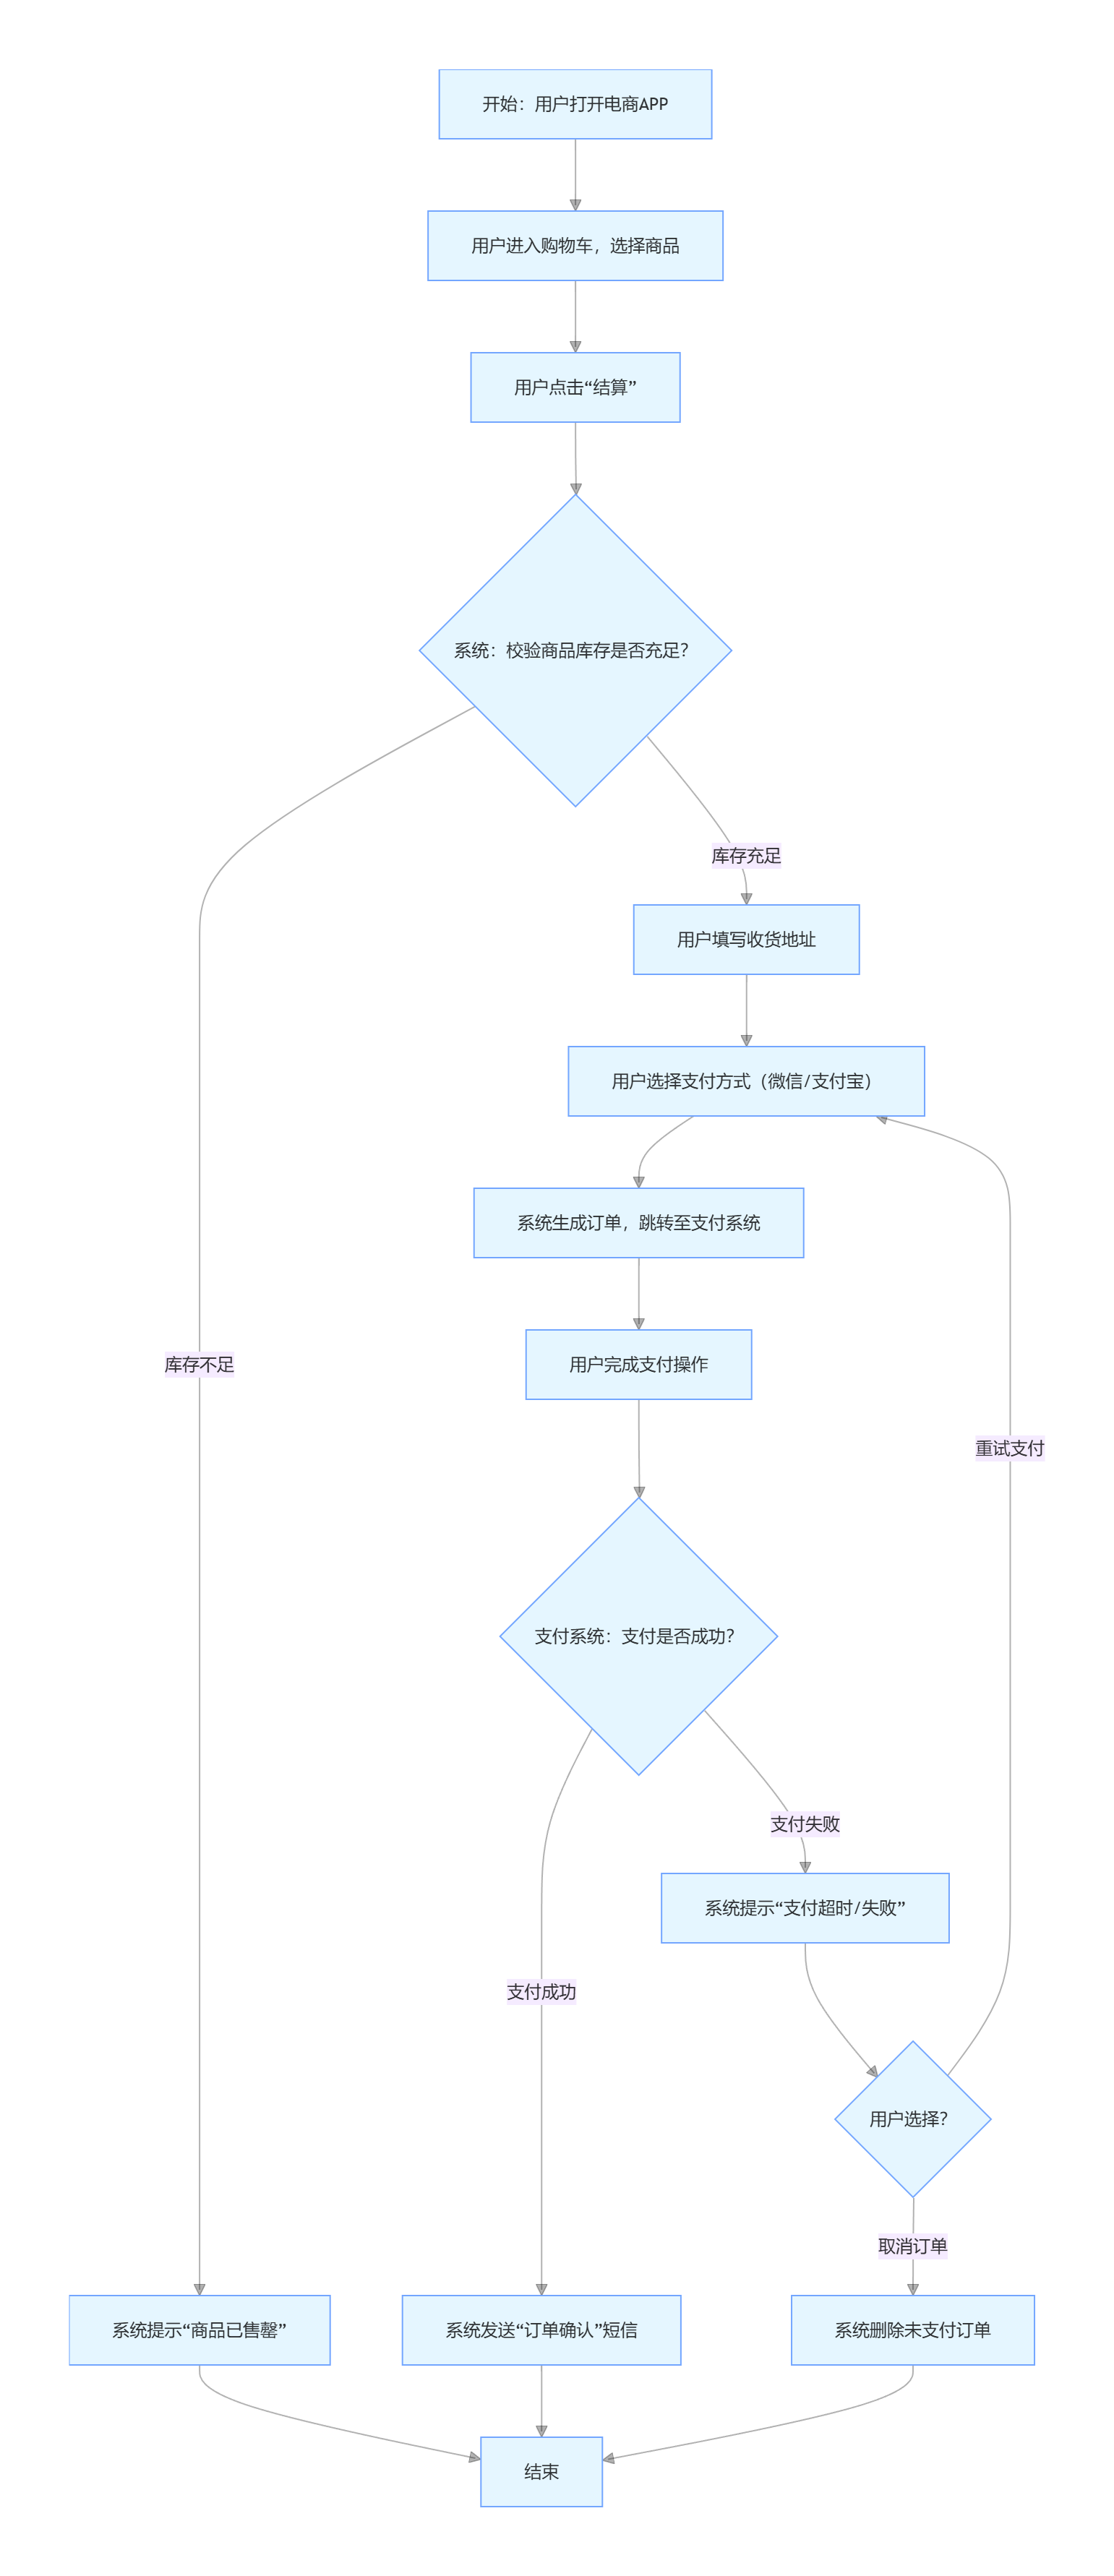 开始：用户打开电商APP
用户进入购物车，选择商品
用户点击“结算”
系统：校验商品库存是否充足？
库存充足
用户填写收货地址
用户选择支付方式（微信/支付宝）
系统生成订单，跳转至支付系统
用户完成支付操作
库存不足
重试支付
支付系统：支付是否成功？
支付失败
系统提示“支付超时/失败”
支付成功
用户选择？
取消订单
系统提示“商品已售罄”
系统发送“订单确认”短信
系统删除未支付订单
结束